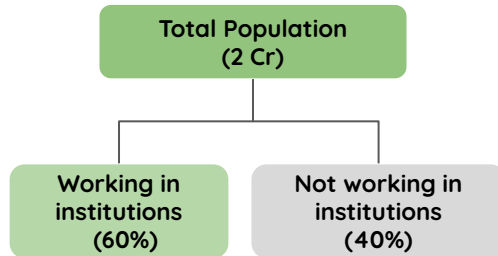 Total Population
(2 Cr)
Working in
institutions
(60%)
Not working in
institutions
(40%)